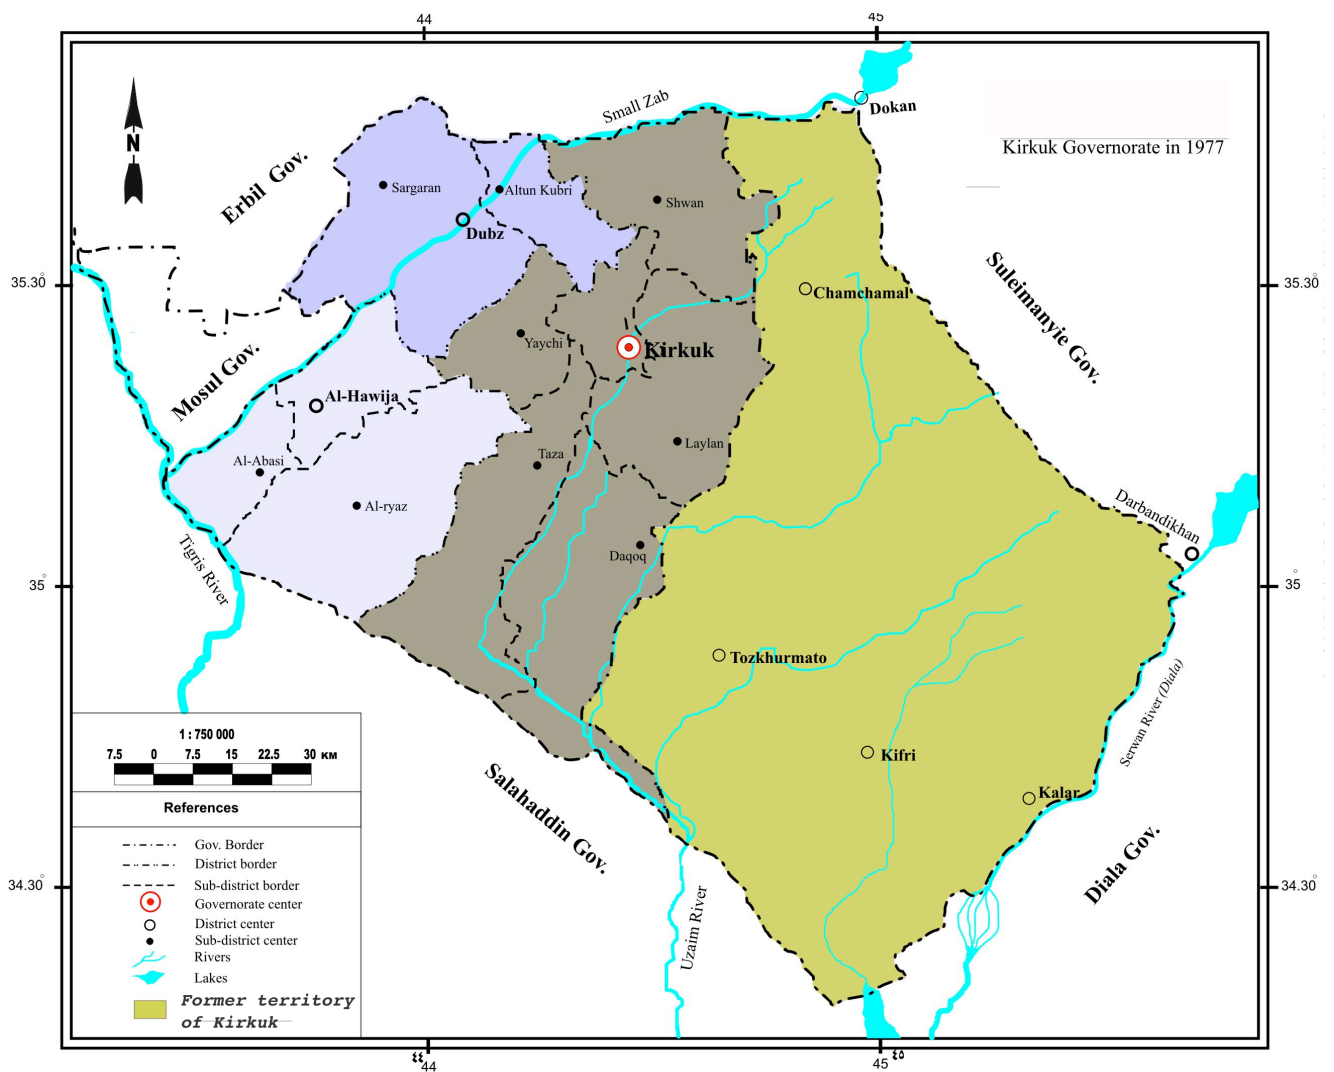 44
45
Small Zab
Dokan
Kirkuk Governorate in 1977
N
Erbil Gov.
Sargaran
Altun Kubri
Shwan
Dubz
35.30°
35.30°
Suleimanyie Gov.
Chamchamal
Mosul Gov.
Yaychi
Kirkuk
Al-Hawija
Al-Abasi
Taza
Laylan
Al-ryaz
Darbandikhan
Tigris River
Daqoq
35°
35°
Tozkhurmato
Serwan River (Diala)
1 : 750 000
7.5 0 7.5 15 22.5 30 км
Kifri
Kalar
Salahaddin Gov.
Diala Gov.
References
Gov. Border
District border
Sub-district border
Governorate center
District center
Sub-district center
Rivers
Lakes
Former territory
of Kirkuk
34.30°
34.30°
Uzaim River
44
45